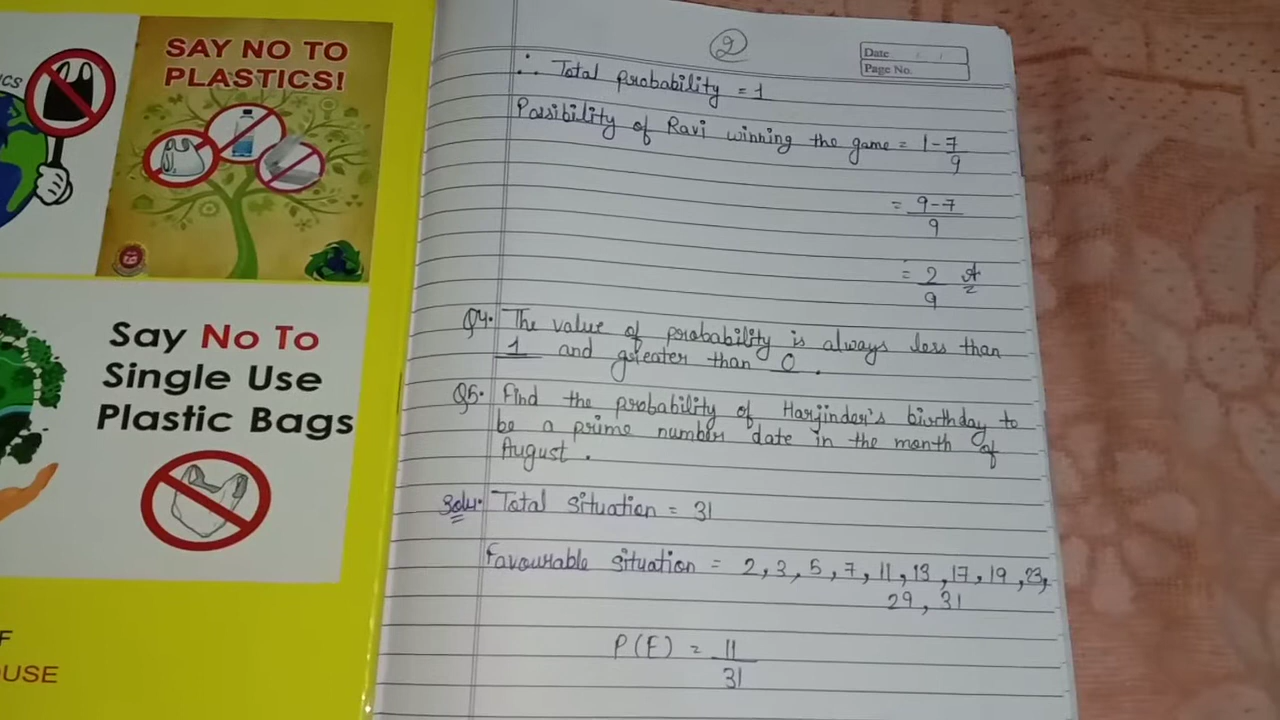 ICS
SAY NO TO
PLASTICS!
Say No To
Single Use
Plastic Bags
F
OUSE
2
Date
Page No.
∴ Total probability = 1
Possibility of Ravi winning the game = 1 - 7/9
= 9-7/9
= 2/9 A
Q4. The value of probability is always less than
1 and greater than 0.
Q5. Find the probability of Harjinder's birthday to
be a prime number date in the month of
August.
Soln. Total situation = 31
Favourable situation = 2, 3, 5, 7, 11, 13, 17, 19, 23,
29, 31
P(E) = 11/31